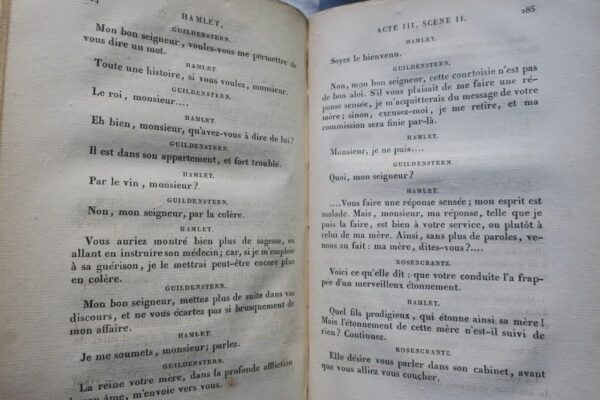 HAMLET,
GUILDENSTERN.
Mon bon seigneur, voulez-vous me permettre de
vous dire un mot.
HAMLET.
Toute une histoire, si vous voulez, monsieur.
GUILDENSTERN.
Le roi, monsieur....
HAMLET.
Eh bien, monsieur, qu'avez-vous à dire de lui?
GUILDENSTERN.
Il est dans son appartement, et fort troublé.
HAMLET.
Par le vin, monsieur?
GUILDENSTERN.
Non, mon seigneur, par la colère.
HAMLET.
Vous auriez montré bien plus de sagesse, en
allant en instruire son médecin; car, si je m'emploie
à sa guérison, je le mettrai peut-être encore plus
en colère.
GUILDENSTERN.
Mon bon seigneur, mettez plus de suite dans vos
discours, et ne vous écartez pas si brusquement de
mon affaire.
HAMLET.
Je me soumets, monsieur; parlez.
GUILDENSTERN.
La reine votre mère, dans la profonde affliction
son âme, m'envoie vers vous.
ACTE III, SCÈNE II.
285
HAMLET.
Soyez le bienvenu.
GUILDENSTERN.
Non, mon bon seigneur, cette courtoisie n'est pas
de bon aloi. S'il vous plaisait de me faire une ré-
ponse sensée, je m'acquitterais du message de votre
mère; sinon, excusez-moi, je me retire, et ma
commission sera finie par-là.
HAMLET.
Monsieur, je ne puis....
GUILDENSTERN.
Quoi, mon seigneur?
HAMLET.
....Vous faire une réponse sensée; mon esprit est
malade. Mais, monsieur, ma réponse, telle que je
puis la faire, est bien à votre service, ou plutôt à
celui de ma mère. Ainsi, sans plus de paroles, ve-
nons au fait : ma mère, dites-vous?....
ROSENCRANTZ.
Voici ce qu'elle dit : que votre conduite l'a frap-
pée d'un merveilleux étonnement.
HAMLET.
Quel fils prodigieux, qui étonne ainsi sa mère!
Mais l'étonnement de cette mère n'est-il suivi de
rien? Continuez.
ROSENCRANTZ.
Elle désire vous parler dans son cabinet, avant
que vous alliez vous coucher.